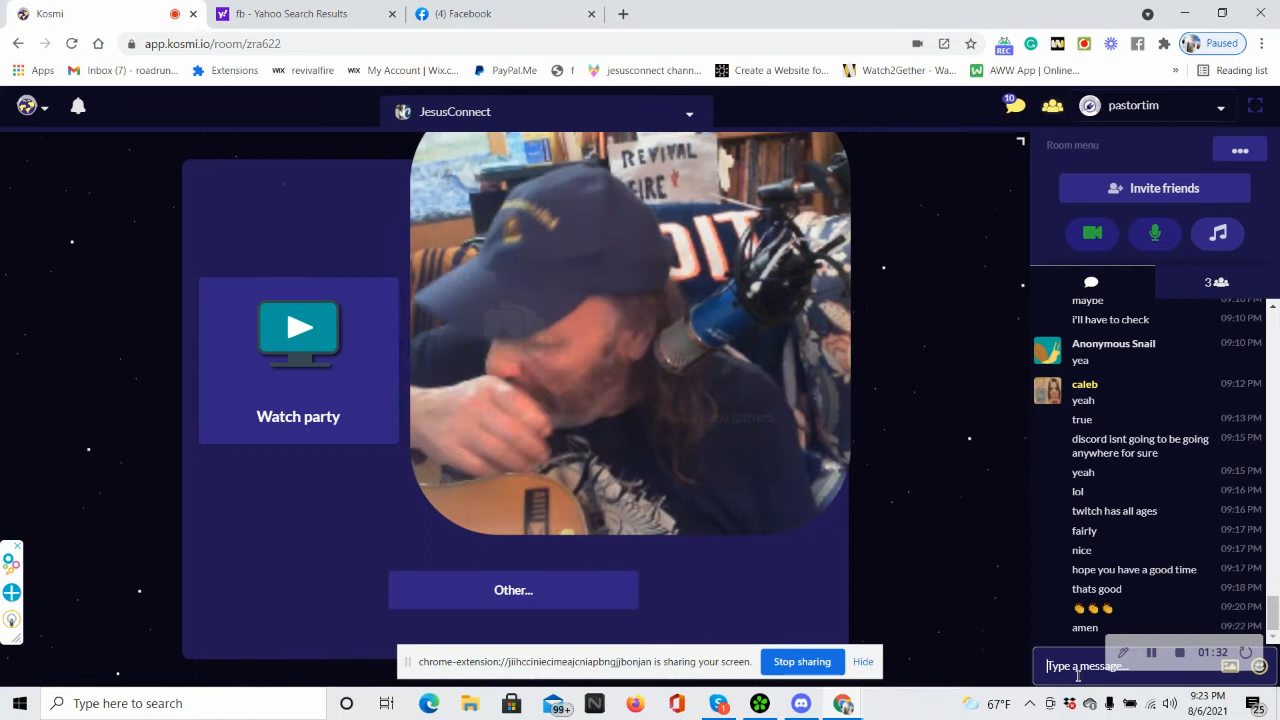 Kosmi
fb - Yahoo Search Results
(4) Facebook
app.kosmi.io/room/zra622
REC
Paused
Apps
Inbox (7) - roadrun...
Extensions
WIX revivalfire
WIX My Account | Wix.c...
PayPal.Me
f
jesusconnect chann...
Create a Website fo...
Watch2Gether - Wa...
AWW App | Online...
»
Reading list
JesusConnect
10
pastortim
Room menu
Invite friends
3
REVIVAL
FIRE
Watch party
Other...
maybe 09:10 PM
i'll have to check 09:10 PM
Anonymous Snail 09:10 PM
yea
caleb 09:12 PM
yeah
true 09:13 PM
discord isnt going to be going 09:15 PM
anywhere for sure
yeah 09:15 PM
lol 09:16 PM
twitch has all ages 09:16 PM
fairly 09:17 PM
nice 09:17 PM
hope you have a good time 09:17 PM
thats good 09:18 PM
👏👏👏 09:20 PM
amen 09:22 PM
1:32
Type a message...
chrome-extension://jiihcciniecimeajcniapbngjjbonjan is sharing your screen.
Stop sharing
Hide
Type here to search
99+
67°F
9:23 PM
8/6/2021
25